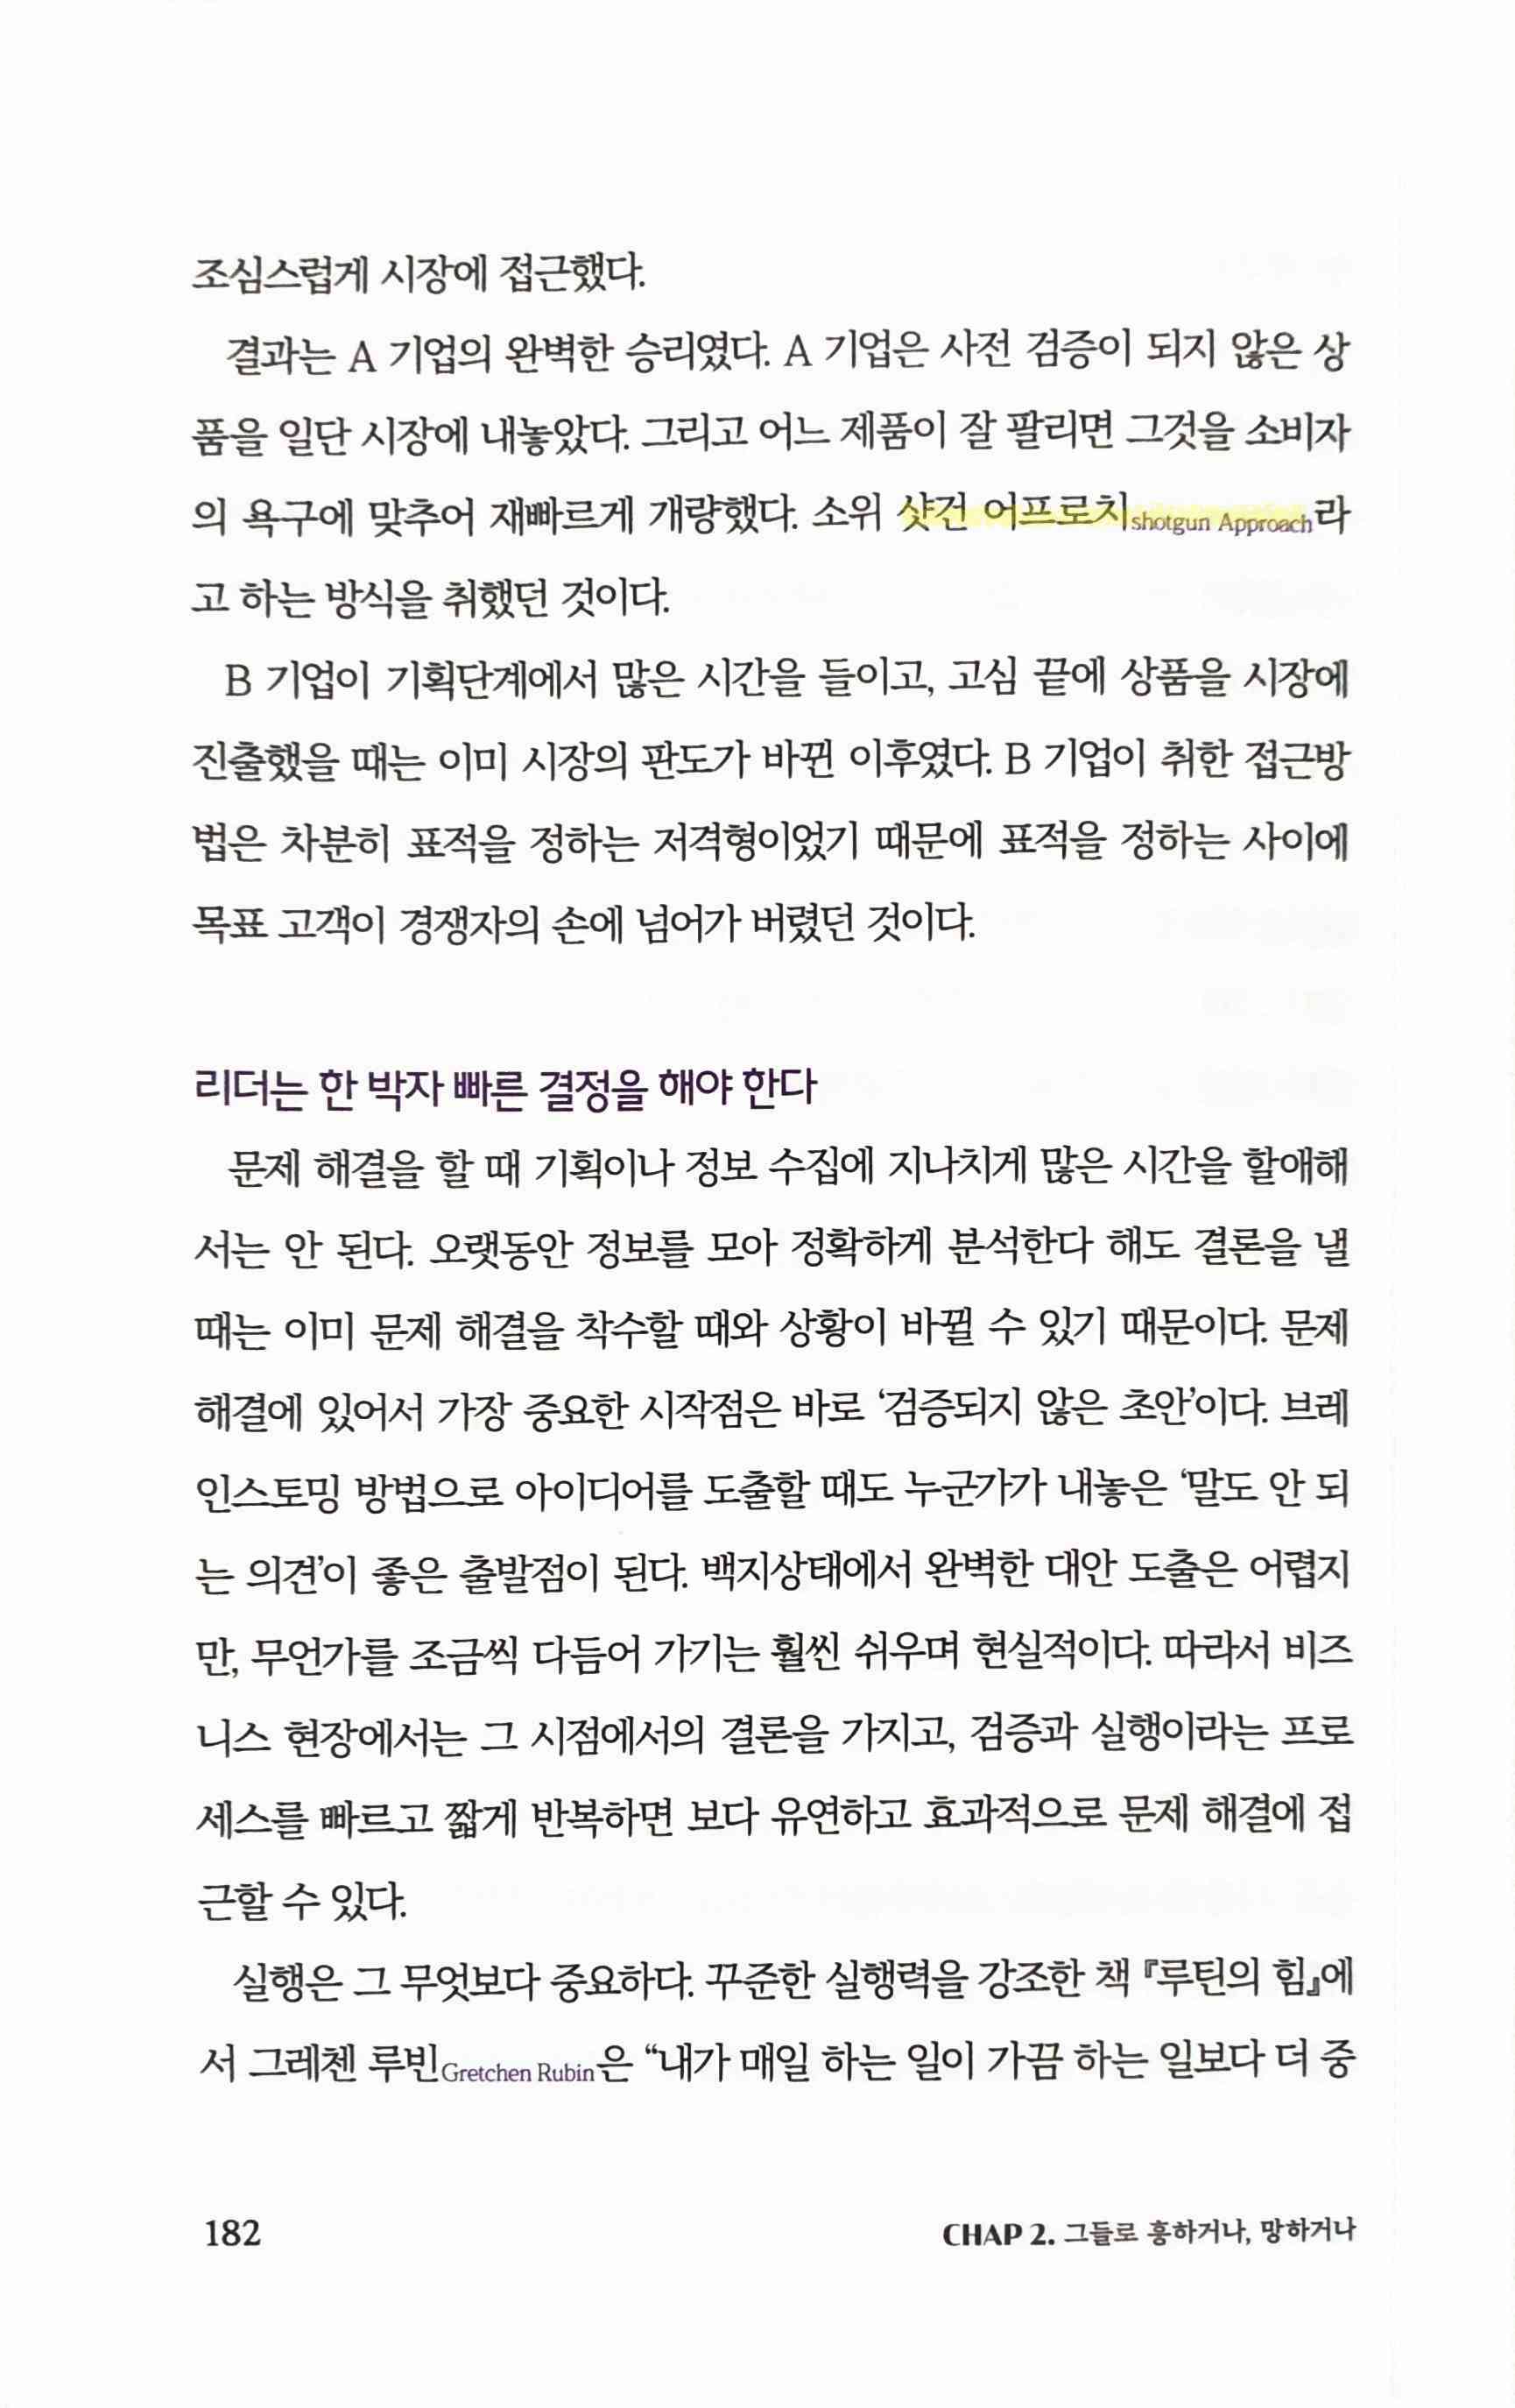 조심스럽게 시장에 접근했다.
결과는 A 기업의 완벽한 승리였다. A 기업은 사전 검증이 되지 않은 상
품을 일단 시장에 내놓았다. 그리고 어느 제품이 잘 팔리면 그것을 소비자
의 욕구에 맞추어 재빠르게 개량했다. 소위 샷건 어프로치shotgun Approach라
고 하는 방식을 취했던 것이다.
B 기업이 기획단계에서 많은 시간을 들이고, 고심 끝에 상품을 시장에
진출했을 때는 이미 시장의 판도가 바뀐 이후였다. B 기업이 취한 접근방
법은 차분히 표적을 정하는 저격형이었기 때문에 표적을 정하는 사이에
목표 고객이 경쟁자의 손에 넘어가 버렸던 것이다.
리더는 한 박자 빠른 결정을 해야 한다
문제 해결을 할 때 기획이나 정보 수집에 지나치게 많은 시간을 할애해
서는 안 된다. 오랫동안 정보를 모아 정확하게 분석한다 해도 결론을 낼
때는 이미 문제 해결을 착수할 때와 상황이 바뀔 수 있기 때문이다. 문제
해결에 있어서 가장 중요한 시작점은 바로 ‘검증되지 않은 초안’이다. 브레
인스토밍 방법으로 아이디어를 도출할 때도 누군가가 내놓은 ‘말도 안 되
는 의견’이 좋은 출발점이 된다. 백지상태에서 완벽한 대안 도출은 어렵지
만, 무언가를 조금씩 다듬어 가기는 훨씬 쉬우며 현실적이다. 따라서 비즈
니스 현장에서는 그 시점에서의 결론을 가지고, 검증과 실행이라는 프로
세스를 빠르고 짧게 반복하면 보다 유연하고 효과적으로 문제 해결에 접
근할 수 있다.
실행은 그 무엇보다 중요하다. 꾸준한 실행력을 강조한 책 『루틴의 힘』에
서 그레첸 루빈Gretchen Rubin은 “내가 매일 하는 일이 가끔 하는 일보다 더 중
182
CHAP 2. 그들로 흥하거나, 망하거나